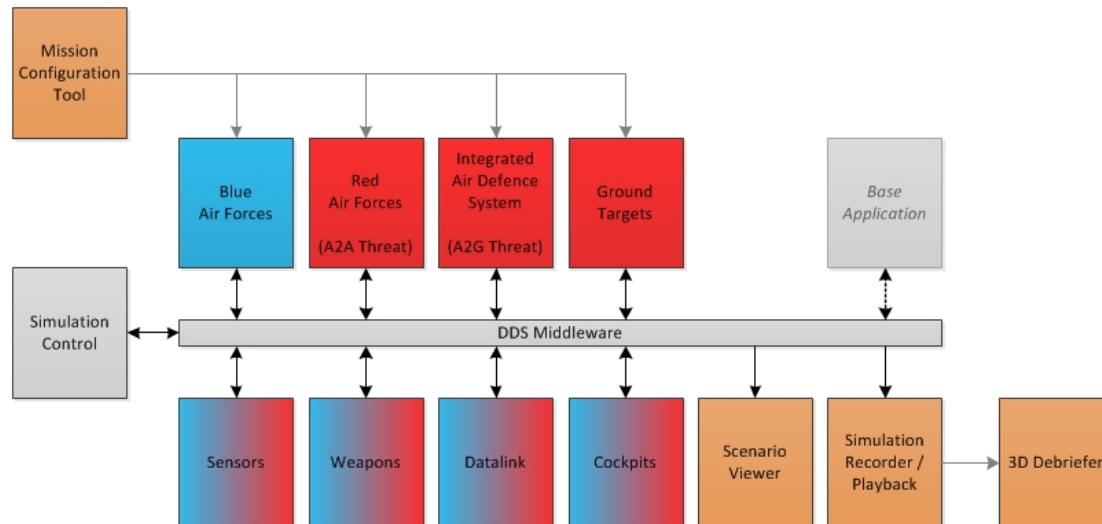 Mission
Configuration
Tool
Blue
Air Forces
Red
Air Forces
(A2A Threat)
Integrated
Air Defence
System
(A2G Threat)
Ground
Targets
Base
Application
Simulation
Control
DDS Middleware
Sensors
Weapons
Datalink
Cockpits
Scenario
Viewer
Simulation
Recorder /
Playback
3D Debriefer